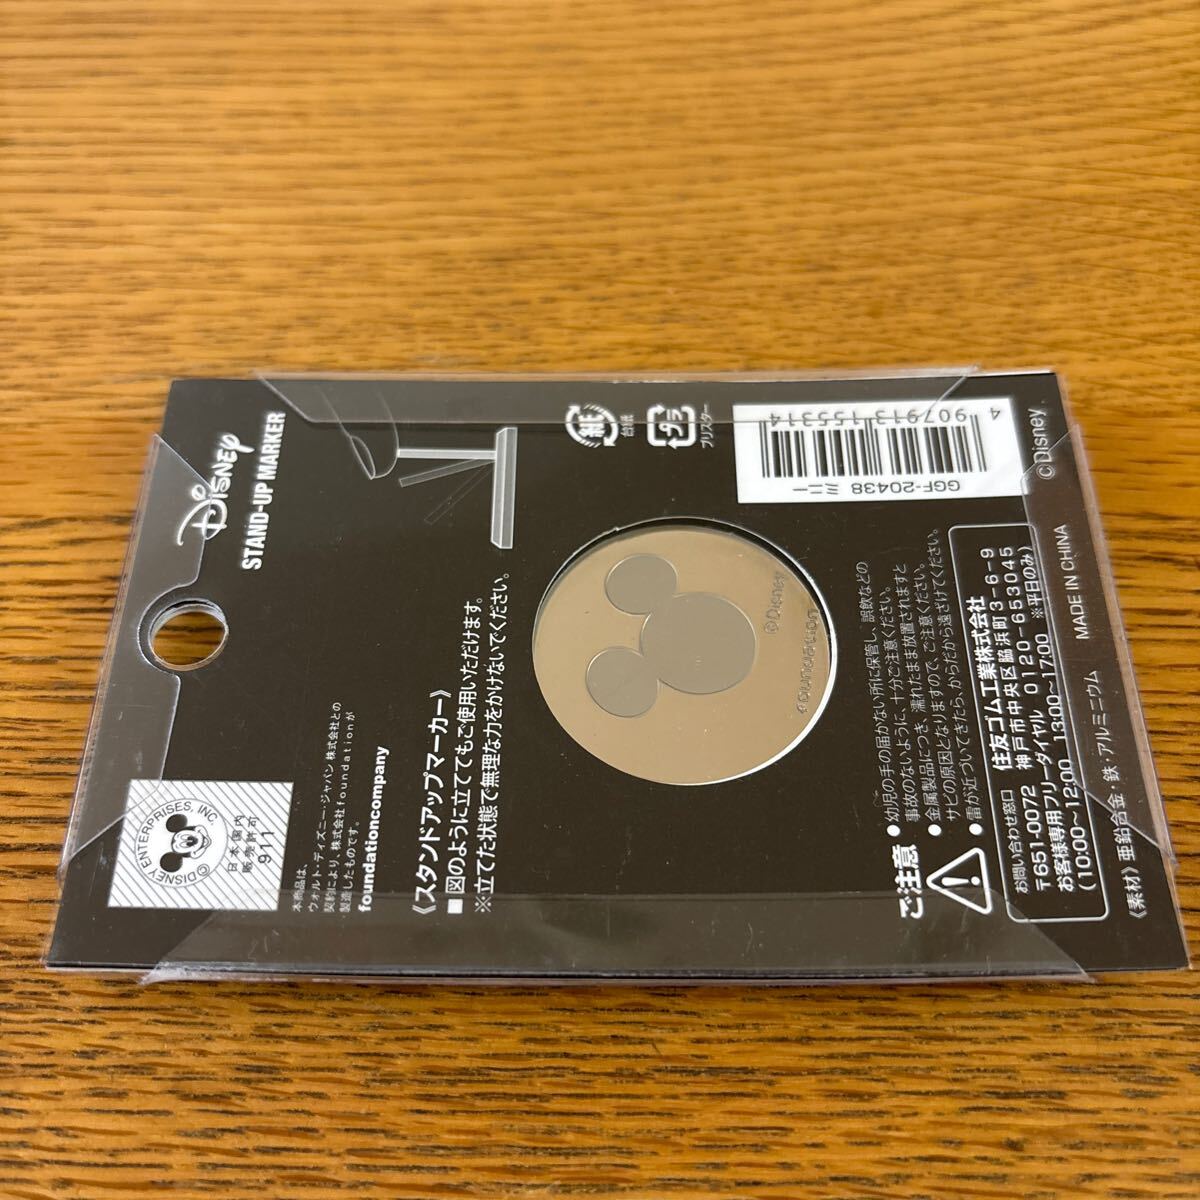 Disney
STAND-UP MARKER
©DISNEY ENTERPRISES, INC.
日本国内
販売許可
911
本商品は、
ウォルト・ディズニー・ジャパン株式会社との
契約により、株式会社foundationが
製造したものです。
foundationcompany
《スタンドアップマーカー》
■図のように立ててもご使用いただけます。
※立てた状態で無理な力をかけないでください。
紙
台紙
プラ
ブリスター
©Disney
foundation
4 907913 155314
GGF-20438 ミニー
©Disney
ご注意
●幼児の手の届かない所に保管し、誤飲などの
事故のないように、十分ご注意ください。
●金属製品につき、濡れたまま放置されますと
サビの原因となりますので、ご注意ください。
●雷が近づいてきたら、からだから遠ざけてください。
お問い合わせ窓口 住友ゴム工業株式会社
〒651-0072 神戸市中央区脇浜町3-6-9
お客様専用フリーダイヤル 0120-653045
(10:00~12:00 13:00~17:00 ※平日のみ)
《素材》亜鉛合金・鉄・アルミニウム MADE IN CHINA